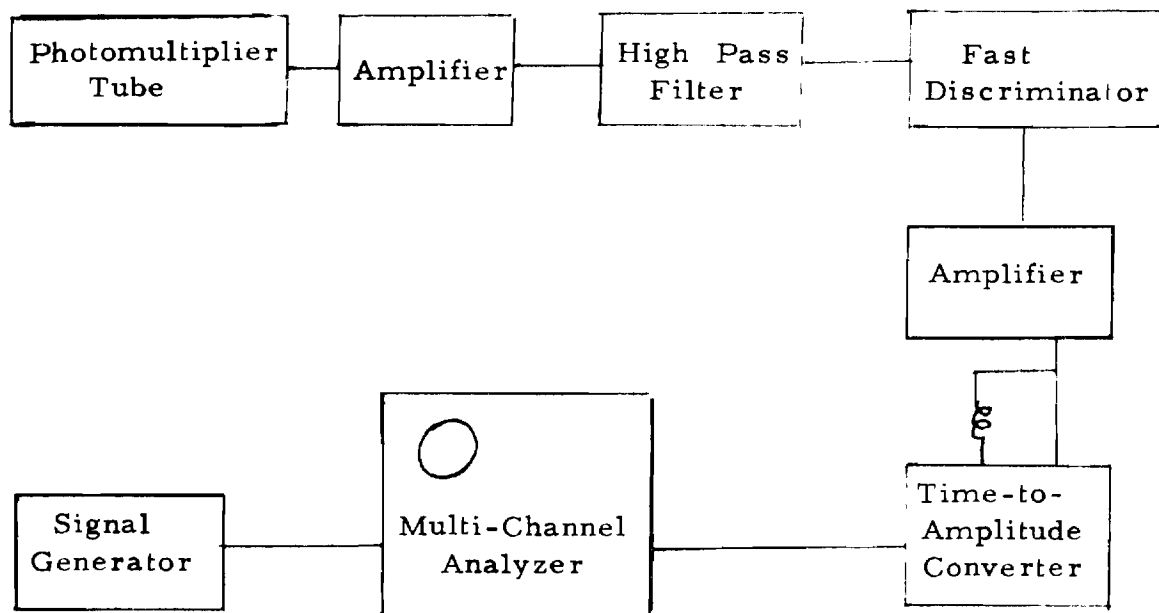 Photomultiplier
Tube
Amplifier
High Pass
Filter
Fast
Discriminator
Amplifier
Time-to-
Amplitude
Converter
Multi-Channel
Analyzer
Signal
Generator